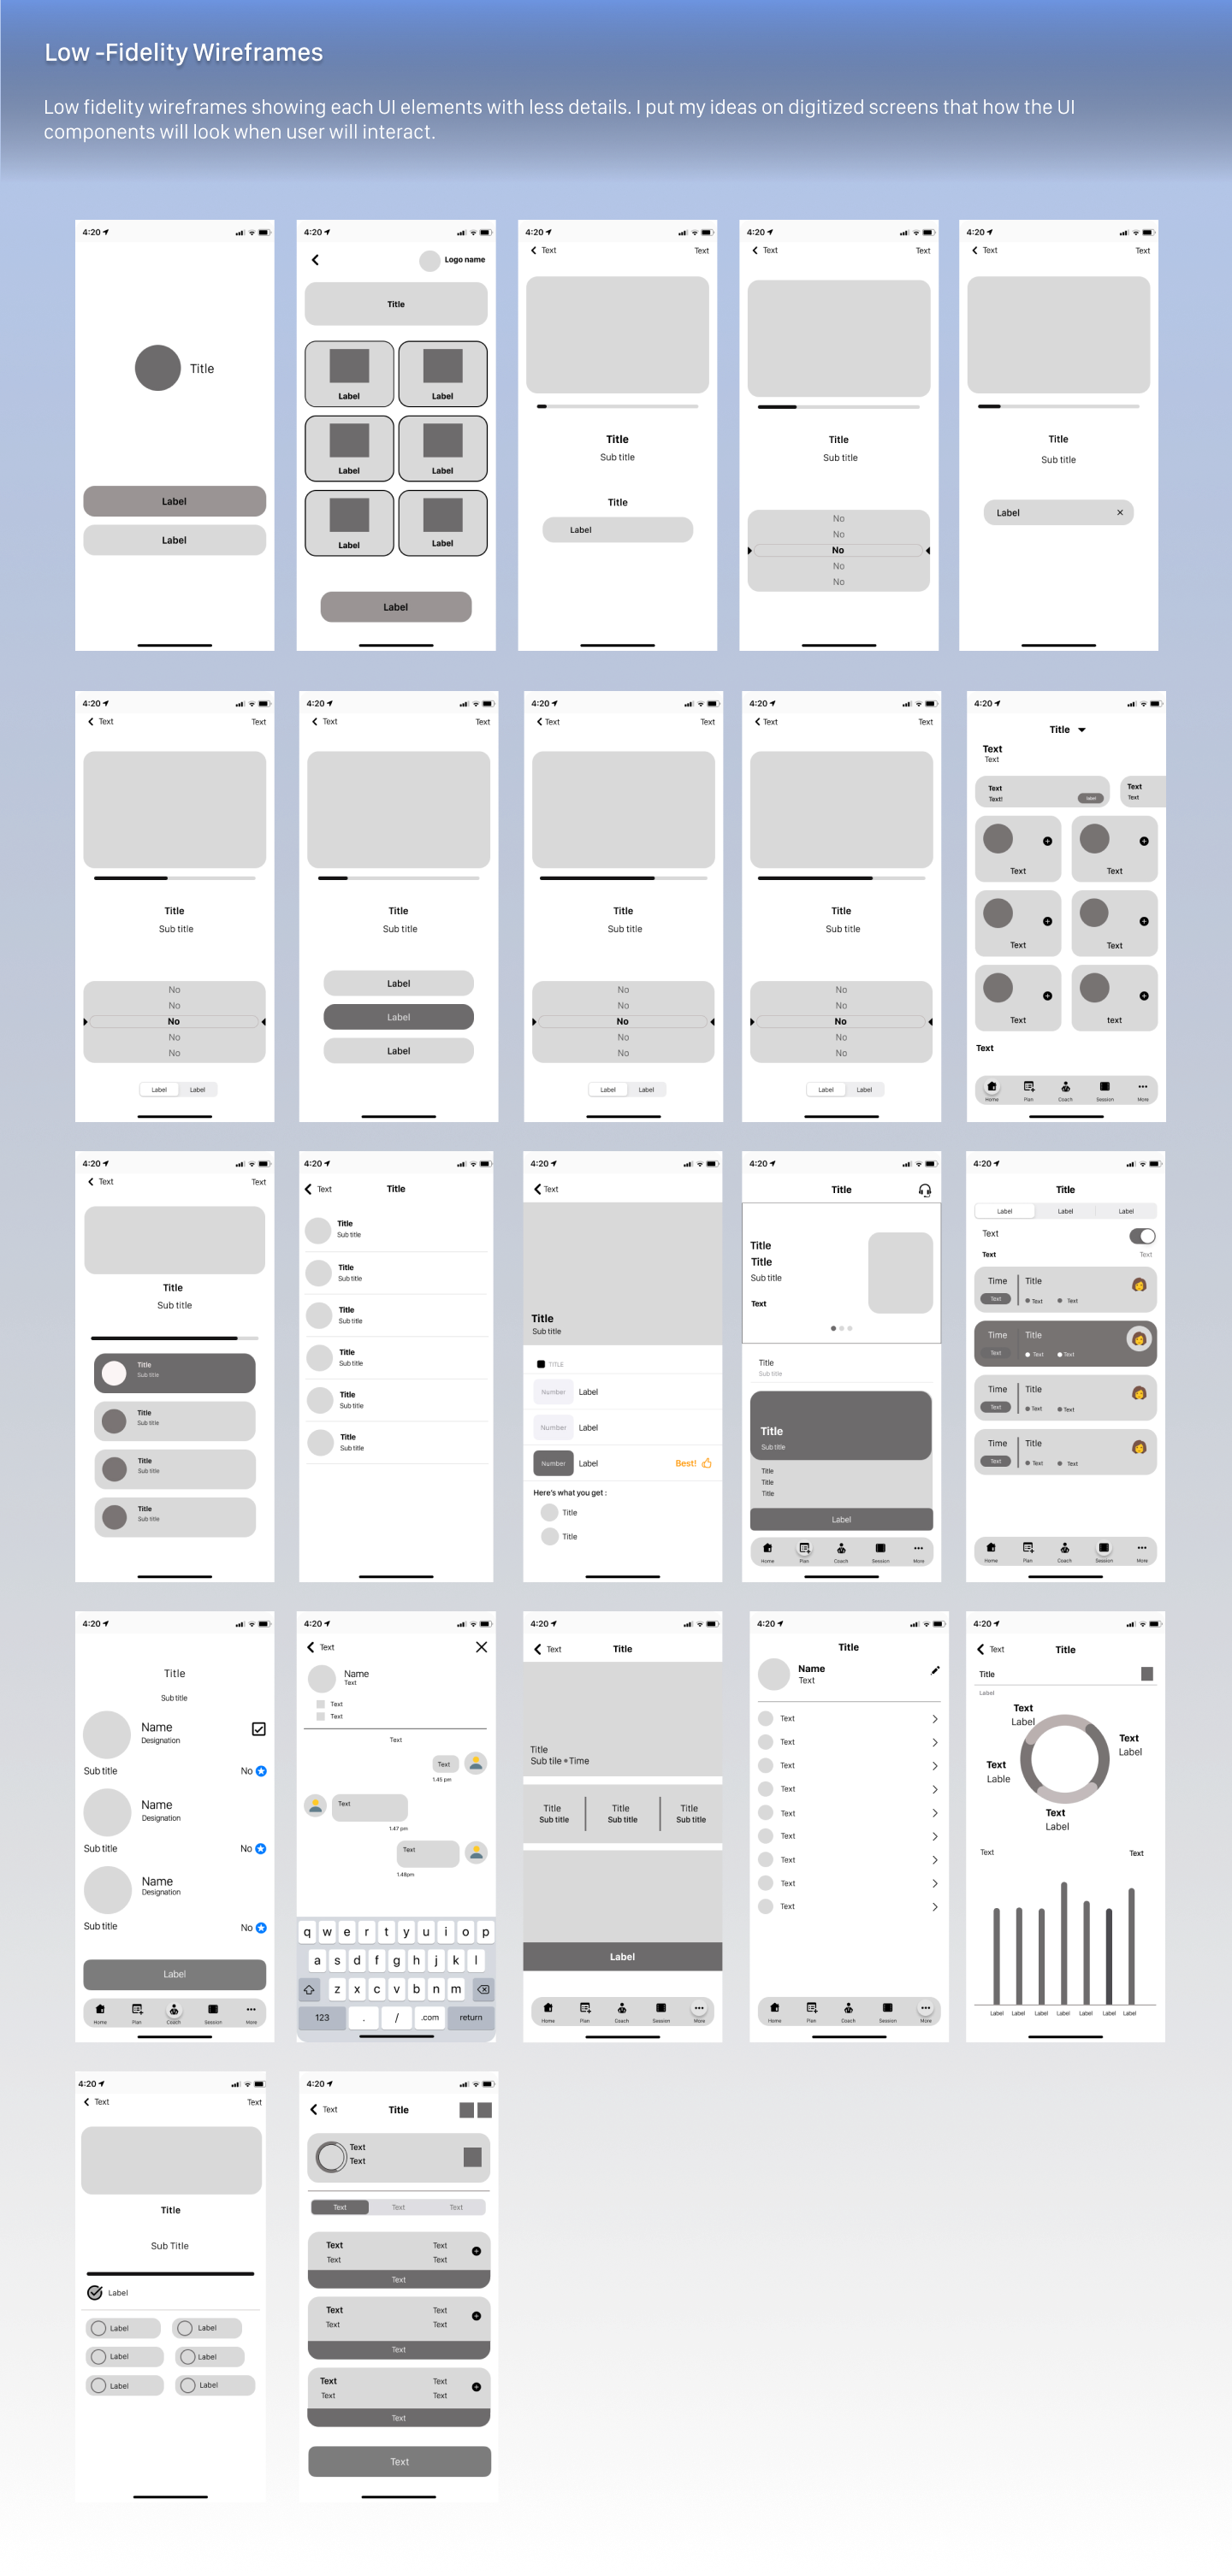 Low -Fidelity Wireframes
Low fidelity wireframes showing each UI elements with less details. I put my ideas on digitized screens that how the UI
components will look when user will interact.
4:20
Title
Label
Label
4:20
Logo name
Title
Label Label
Label Label
Label Label
Label
4:20
Text Text
Title
Sub title
Title
Label
4:20
Text Text
Title
Sub title
No
No
No
No
No
4:20
Text Text
Title
Sub title
Label ×
4:20
Text Text
Title
Sub title
No
No
No
No
No
Label Label
4:20
Text Text
Title
Sub title
Label
Label
Label
4:20
Text Text
Title
Sub title
No
No
No
No
No
Label Label
4:20
Text Text
Title
Sub title
No
No
No
No
No
Label Label
4:20
Title
Text
Text
Text Text
Text! label Text
Text Text
Text Text
Text text
Text
Home Plan Coach Session More
4:20
Text Text
Title
Sub title
Title
Sub title
Title
Sub title
Title
Sub title
Title
Sub title
4:20
Text Title
Title
Sub title
Title
Sub title
Title
Sub title
Title
Sub title
Title
Sub title
Title
Sub title
4:20
Text
Title
Sub title
TITLE
Number Label
Number Label
Number Label Best!
Here's what you get :
Title
Title
4:20
Title
Title
Title
Sub title
Text
Title
Sub title
Title
Sub title
Title
Title
Title
Label
Home Plan Coach Session More
4:20
Title
Label Label Label
Text
Text Text
Time Title
Text Text Text
Time Title
Text Text Text
Time Title
Text Text Text
Time Title
Text Text Text
Home Plan Coach Session More
4:20
Title
Sub title
Name
Designation
Sub title No
Name
Designation
Sub title No
Name
Designation
Sub title No
Label
Home Plan Coach Session More
4:20
Text
Name
Text
Text
Text
Text
Text
1.45 pm
Text
1.47 pm
Text
1.48pm
q w e r t y u i o p
a s d f g h j k l
z x c v b n m
123 . / .com return
4:20
Text Title
Title
Sub tile •Time
Title Title Title
Sub title Sub title Sub title
Label
Home Plan Coach Session More
4:20
Title
Name
Text
Text
Text
Text
Text
Text
Text
Text
Text
Text
Home Plan Coach Session More
4:20
Text Title
Title
Label
Text
Label
Text
Label
Text
Lable
Text
Label
Text Text
Label Label Label Label Label Label Label
4:20
Text Text
Title
Sub Title
Label
Label Label
Label Label
Label Label
4:20
Text Title
Text
Text
Text Text Text
Text Text
Text Text
Text
Text Text
Text Text
Text
Text Text
Text Text
Text
Text